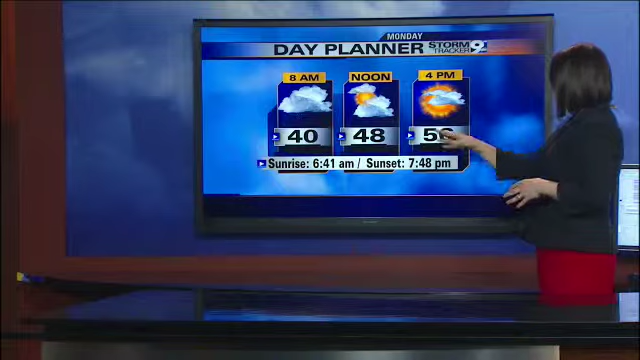 MONDAY
DAY PLANNER STORM TRACKER 9
8 AM NOON 4 PM
40 48
Sunrise: 6:41 am / Sunset: 7:48 pm